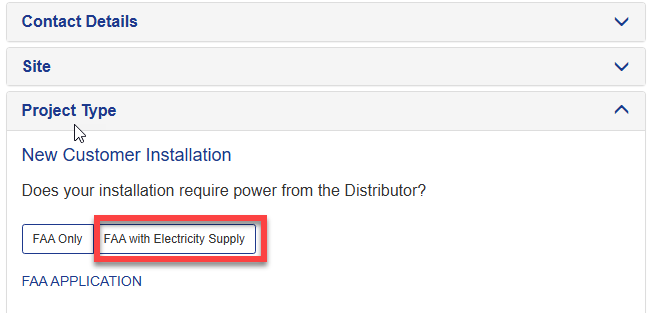 Contact Details
Site
Project Type
New Customer Installation
Does your installation require power from the Distributor?
FAA Only
FAA with Electricity Supply
FAA APPLICATION